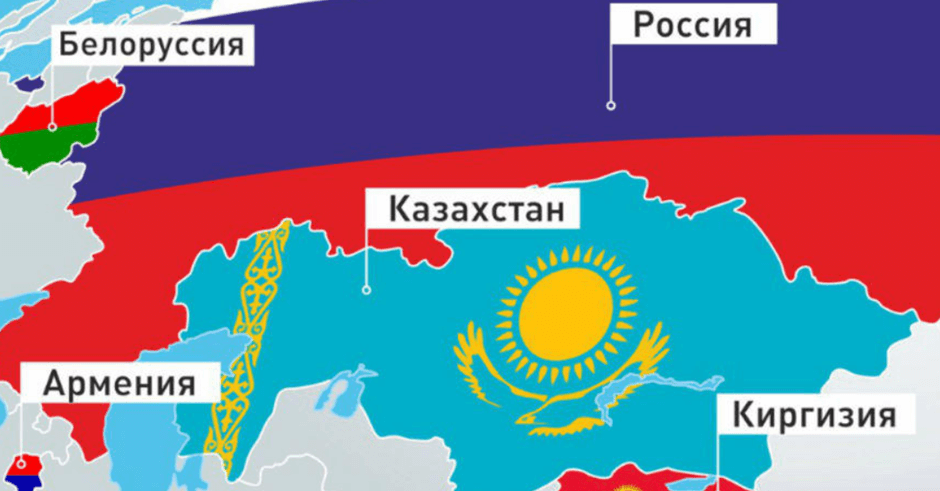 Россия
Белоруссия
Казахстан
Армения
Киргизия